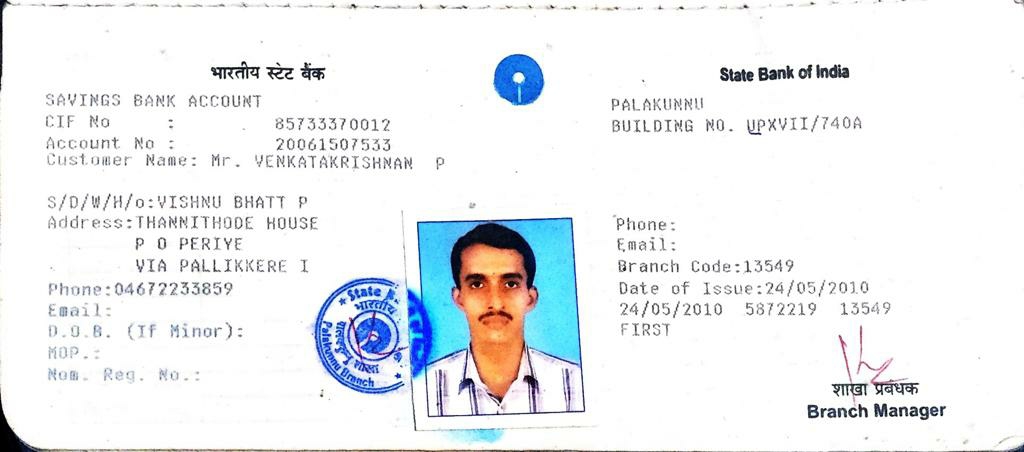 भारतीय स्टेट बैंक
SAVINGS BANK ACCOUNT
CIF No : 85733370012
Account No : 20061507533
Customer Name: Mr. VENKATAKRISHNAN P
S/D/W/H/o:VISHNU BHATT P
Address:THANNITHODE HOUSE
P O PERIYE
VIA PALLIKKERE I
Phone:04672233859
Email:
D.O.B. (If Minor):
MOP.:
Nom. Reg. No.:
State
भारतीय
शाखा
Palakunnu Branch
State Bank of India
PALAKUNNU
BUILDING NO. UPXVII/740A
Phone:
Email:
Branch Code:13549
Date of Issue:24/05/2010
24/05/2010 5872219 13549
FIRST
शाखा प्रबंधक
Branch Manager